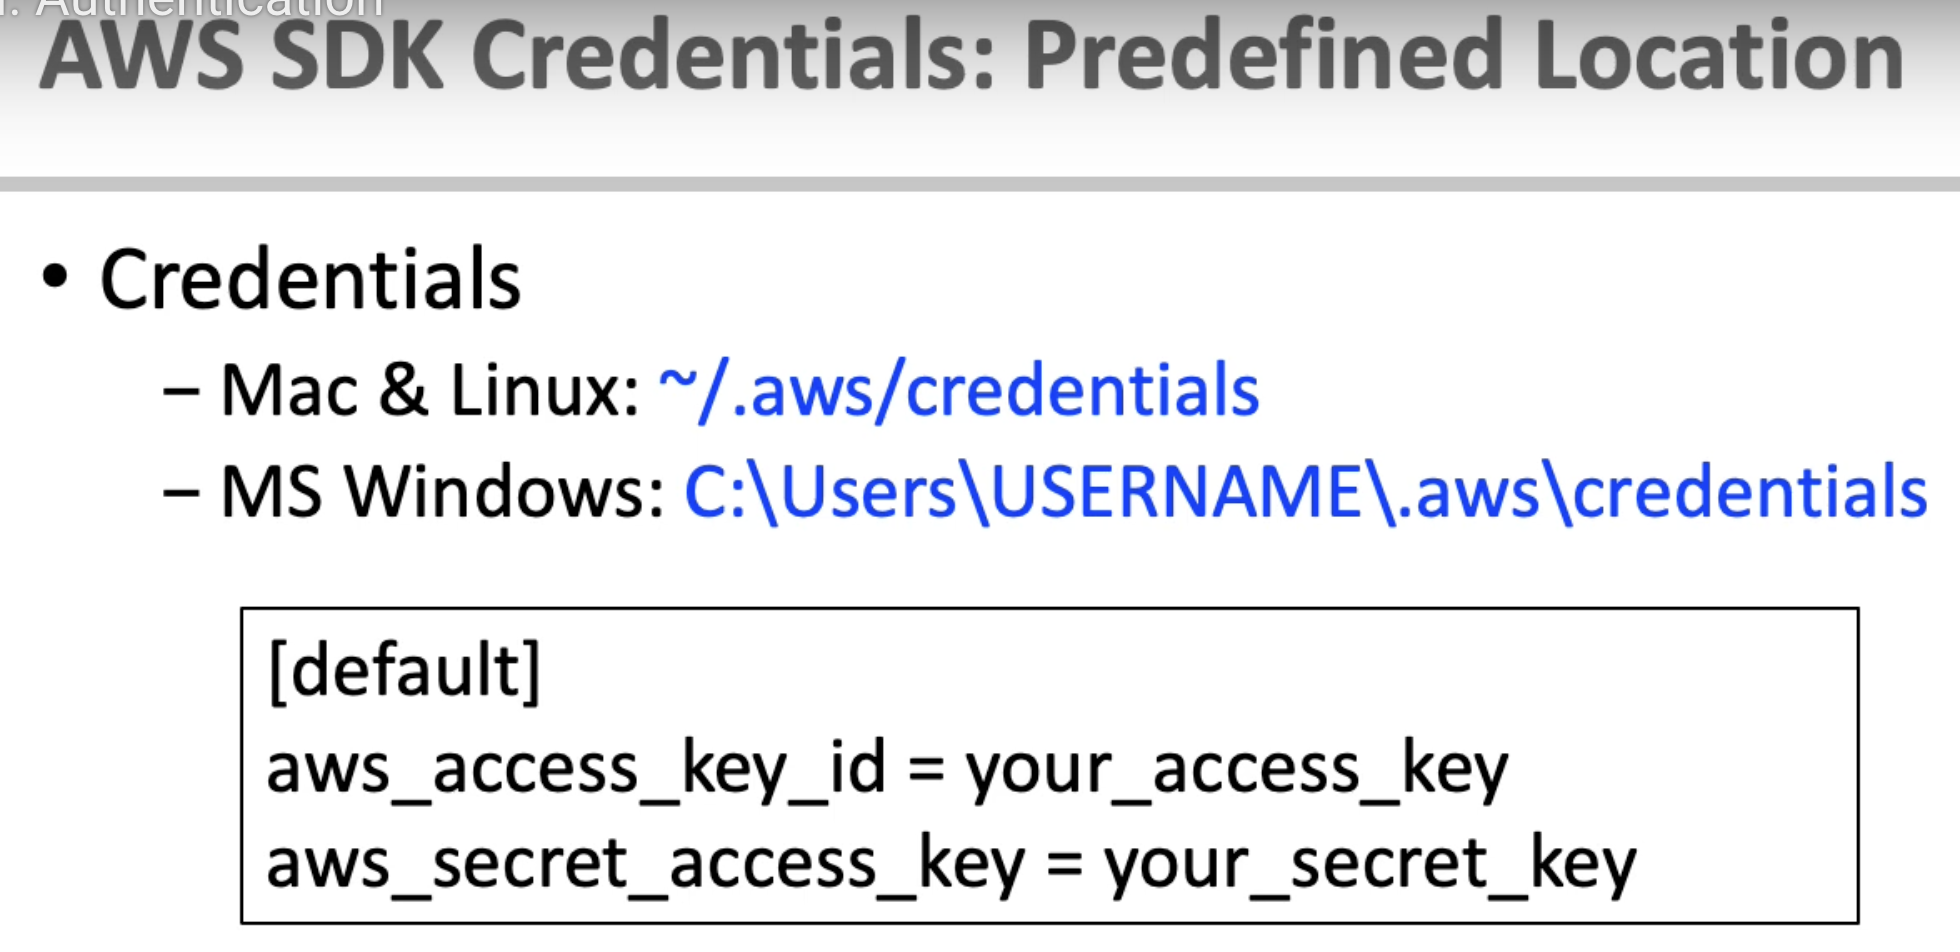 1. Authentication
AWS SDK Credentials: Predefined Location
• Credentials
– Mac & Linux: ~/.aws/credentials
– MS Windows: C:\Users\USERNAME\.aws\credentials
[default]
aws_access_key_id = your_access_key
aws_secret_access_key = your_secret_key